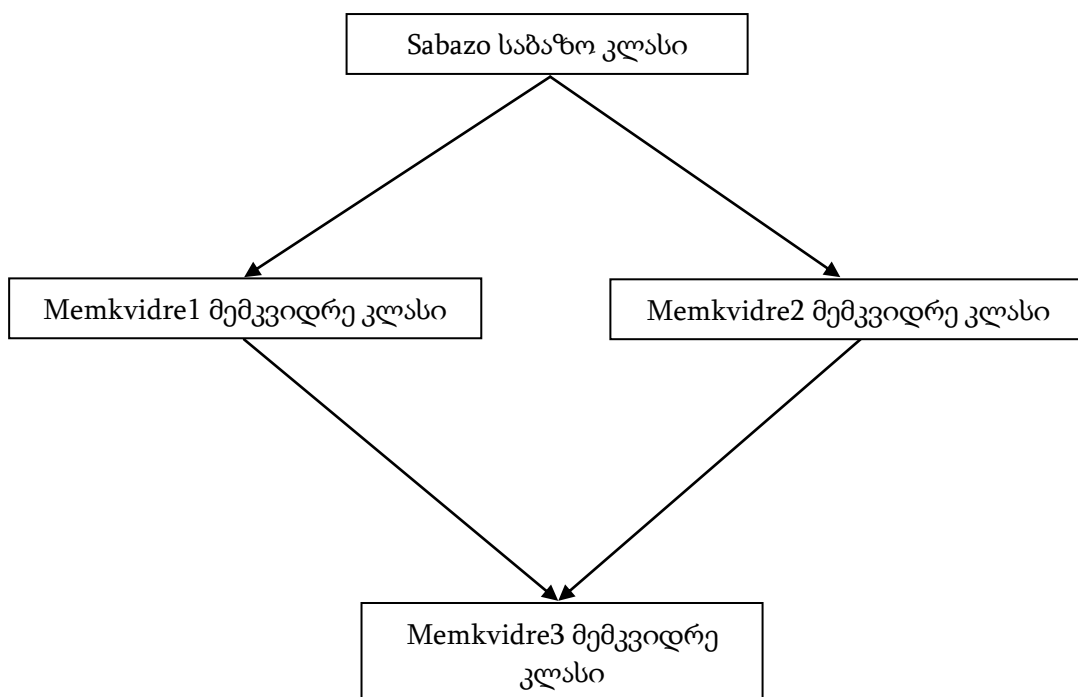 Sabazo საბაზო კლასი
Memkvidre1 მემკვიდრე კლასი
Memkvidre2 მემკვიდრე კლასი
Memkvidre3 მემკვიდრე
კლასი